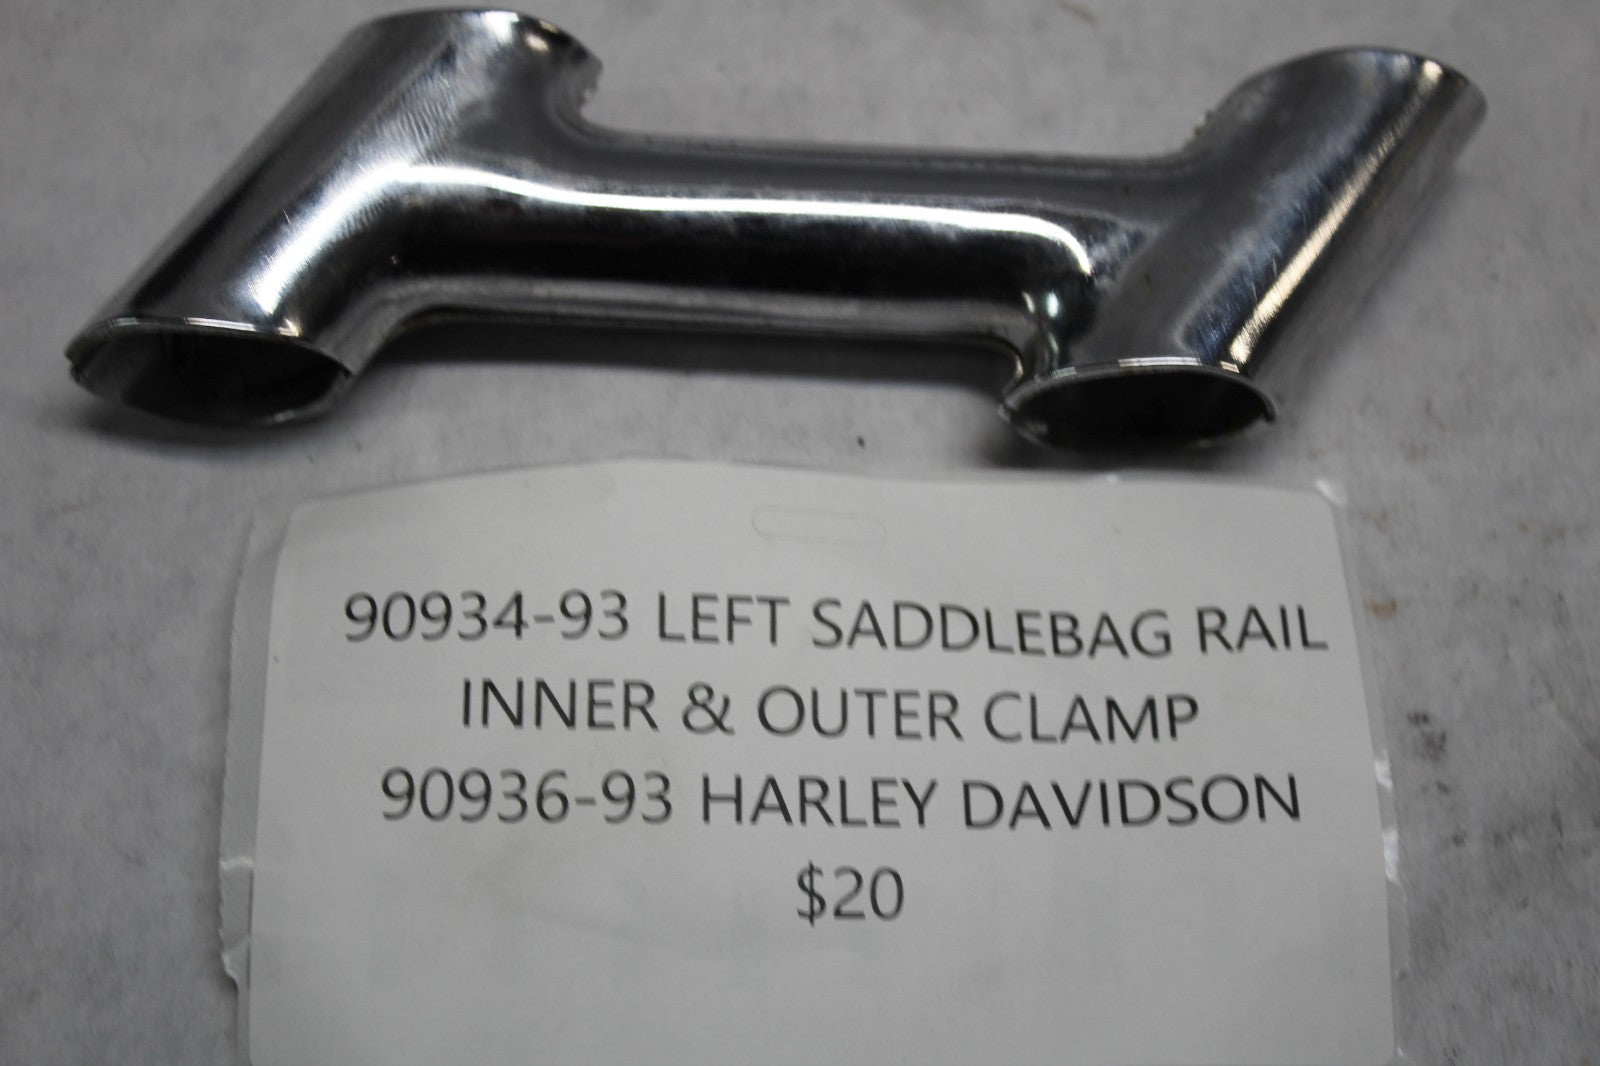 90934-93 LEFT SADDLEBAG RAIL
INNER & OUTER CLAMP
90936-93 HARLEY DAVIDSON
$20